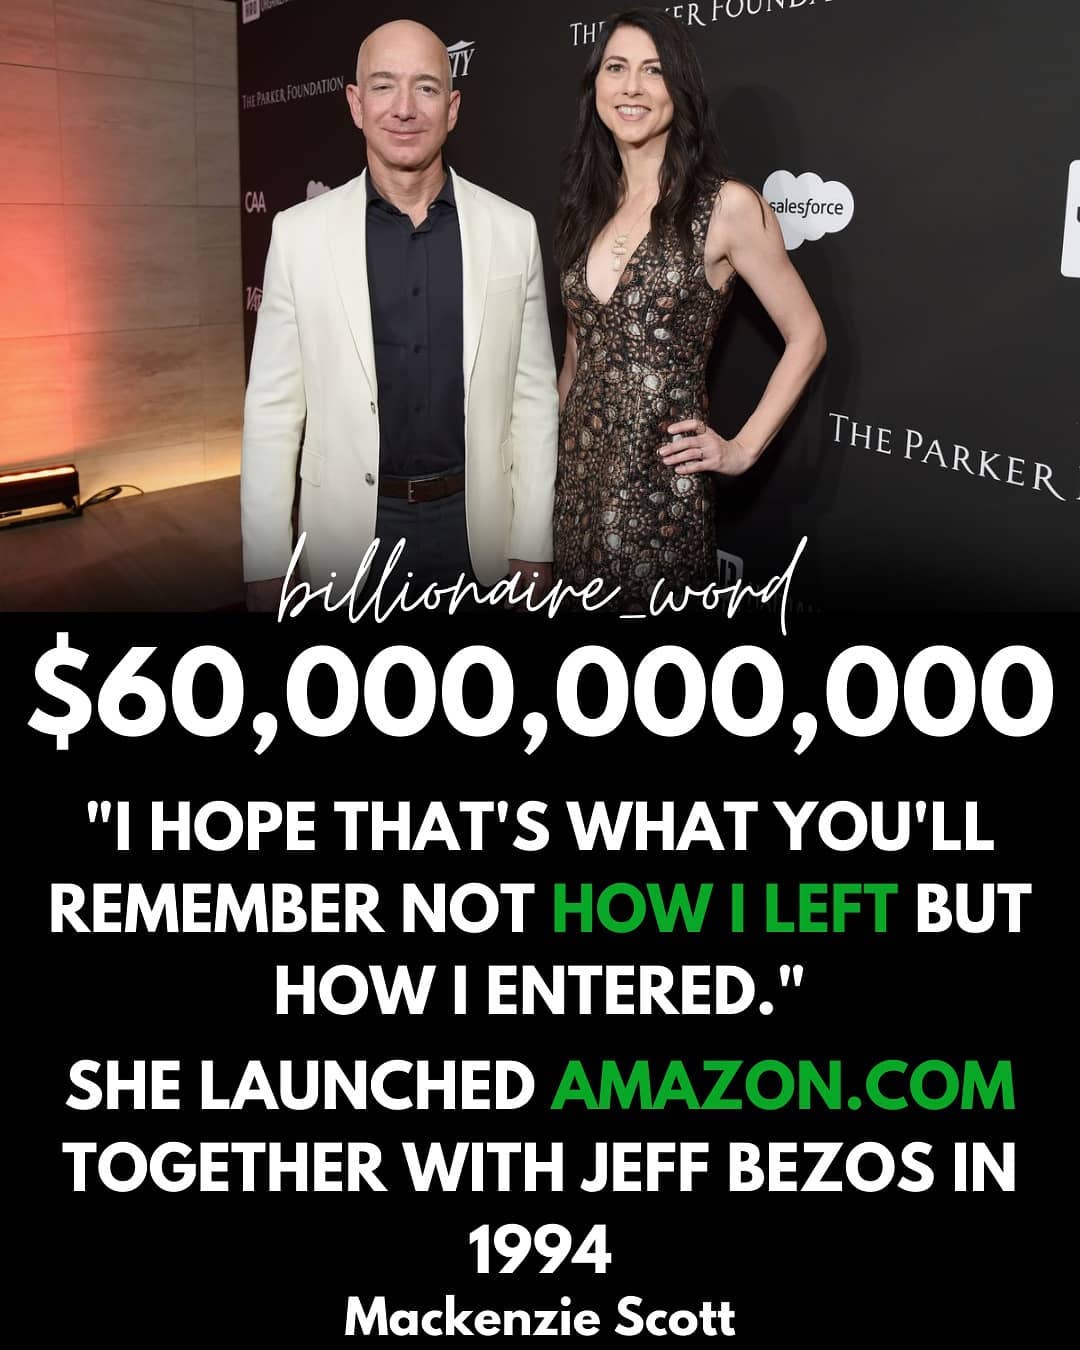 THE PARKER FOUNDATION
TY
CAA
salesforce
THE PARKER
billionaire_word
$60,000,000,000
"I HOPE THAT'S WHAT YOU'LL
REMEMBER NOT HOW I LEFT BUT
HOW I ENTERED."
SHE LAUNCHED AMAZON.COM
TOGETHER WITH JEFF BEZOS IN
1994
Mackenzie Scott